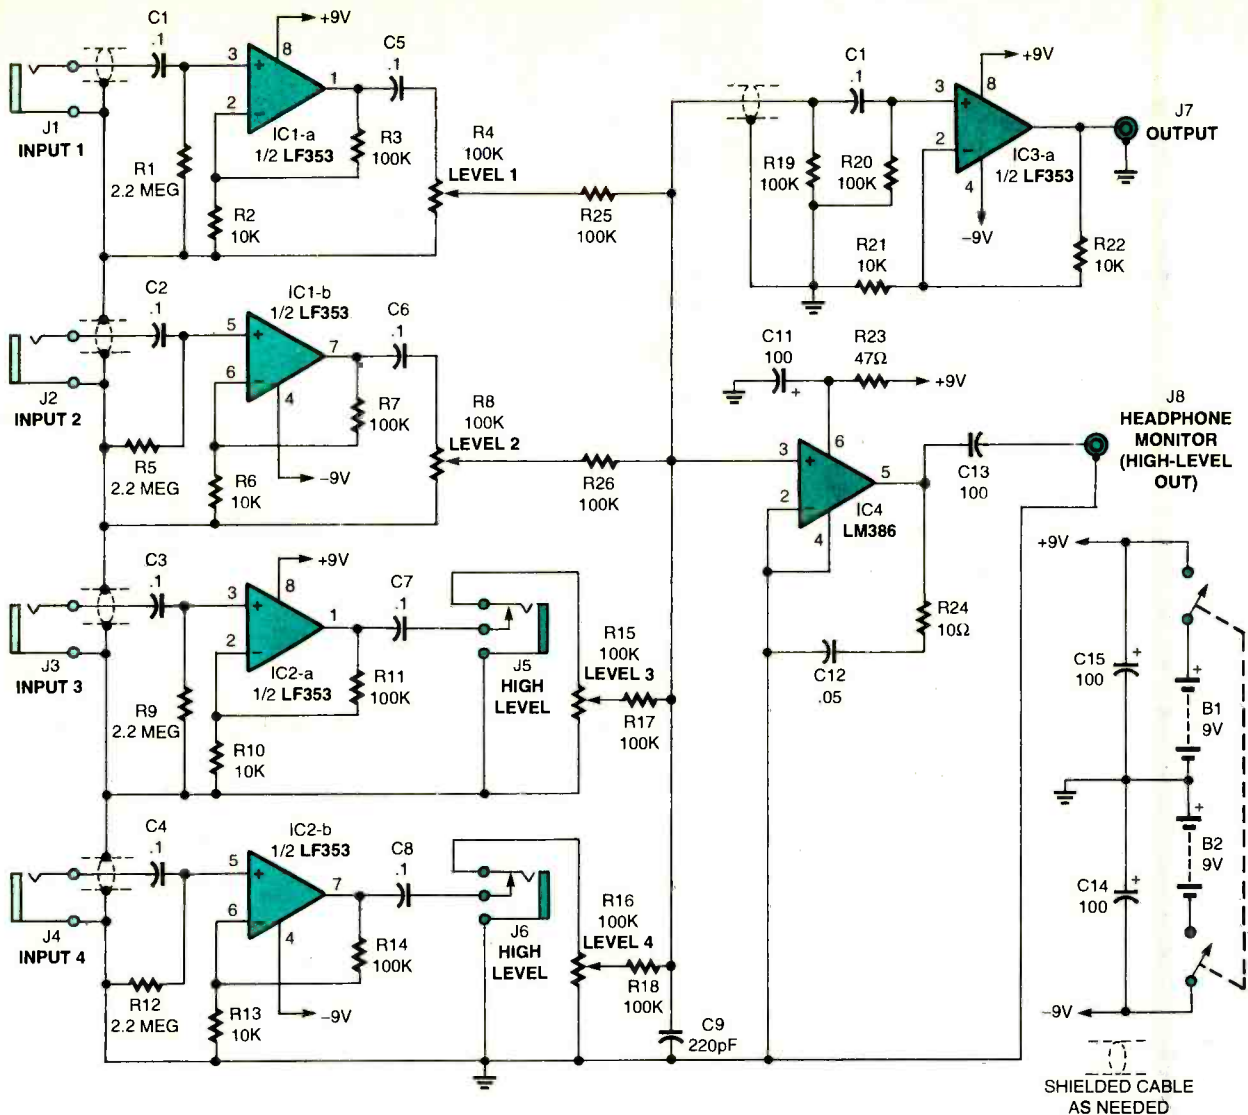 C1
.1
+9V
8
3
+
1
2
−
C5
.1
J1
INPUT 1
R1
2.2 MEG
IC1-a
1/2 LF353
R3
100K
R2
10K
R4
100K
LEVEL 1
R25
100K
C1
.1
+9V
8
3
+
2
−
4
−9V
IC3-a
1/2 LF353
J7
OUTPUT
R19
100K
R20
100K
R21
10K
R22
10K
C2
.1
IC1-b
1/2 LF353
C6
.1
5
+
7
6
−
4
−9V
J2
INPUT 2
R5
2.2 MEG
R6
10K
R7
100K
R8
100K
LEVEL 2
R26
100K
C11
100
+
R23
47Ω
+9V
3
+
6
2
−
5
4
IC4
LM386
C13
100
J8
HEADPHONE
MONITOR
(HIGH-LEVEL
OUT)
R24
10Ω
C12
.05
C3
.1
+9V
8
3
+
1
2
−
C7
.1
J3
INPUT 3
R9
2.2 MEG
IC2-a
1/2 LF353
R11
100K
R10
10K
J5
HIGH
LEVEL
R15
100K
LEVEL 3
R17
100K
+9V
C15
100
+
+
B1
9V
C14
100
+
+
B2
9V
−9V
C4
.1
IC2-b
1/2 LF353
C8
.1
5
+
7
6
−
4
−9V
J4
INPUT 4
R12
2.2 MEG
R13
10K
R14
100K
J6
HIGH
LEVEL
R16
100K
LEVEL 4
R18
100K
C9
220pF
SHIELDED CABLE
AS NEEDED